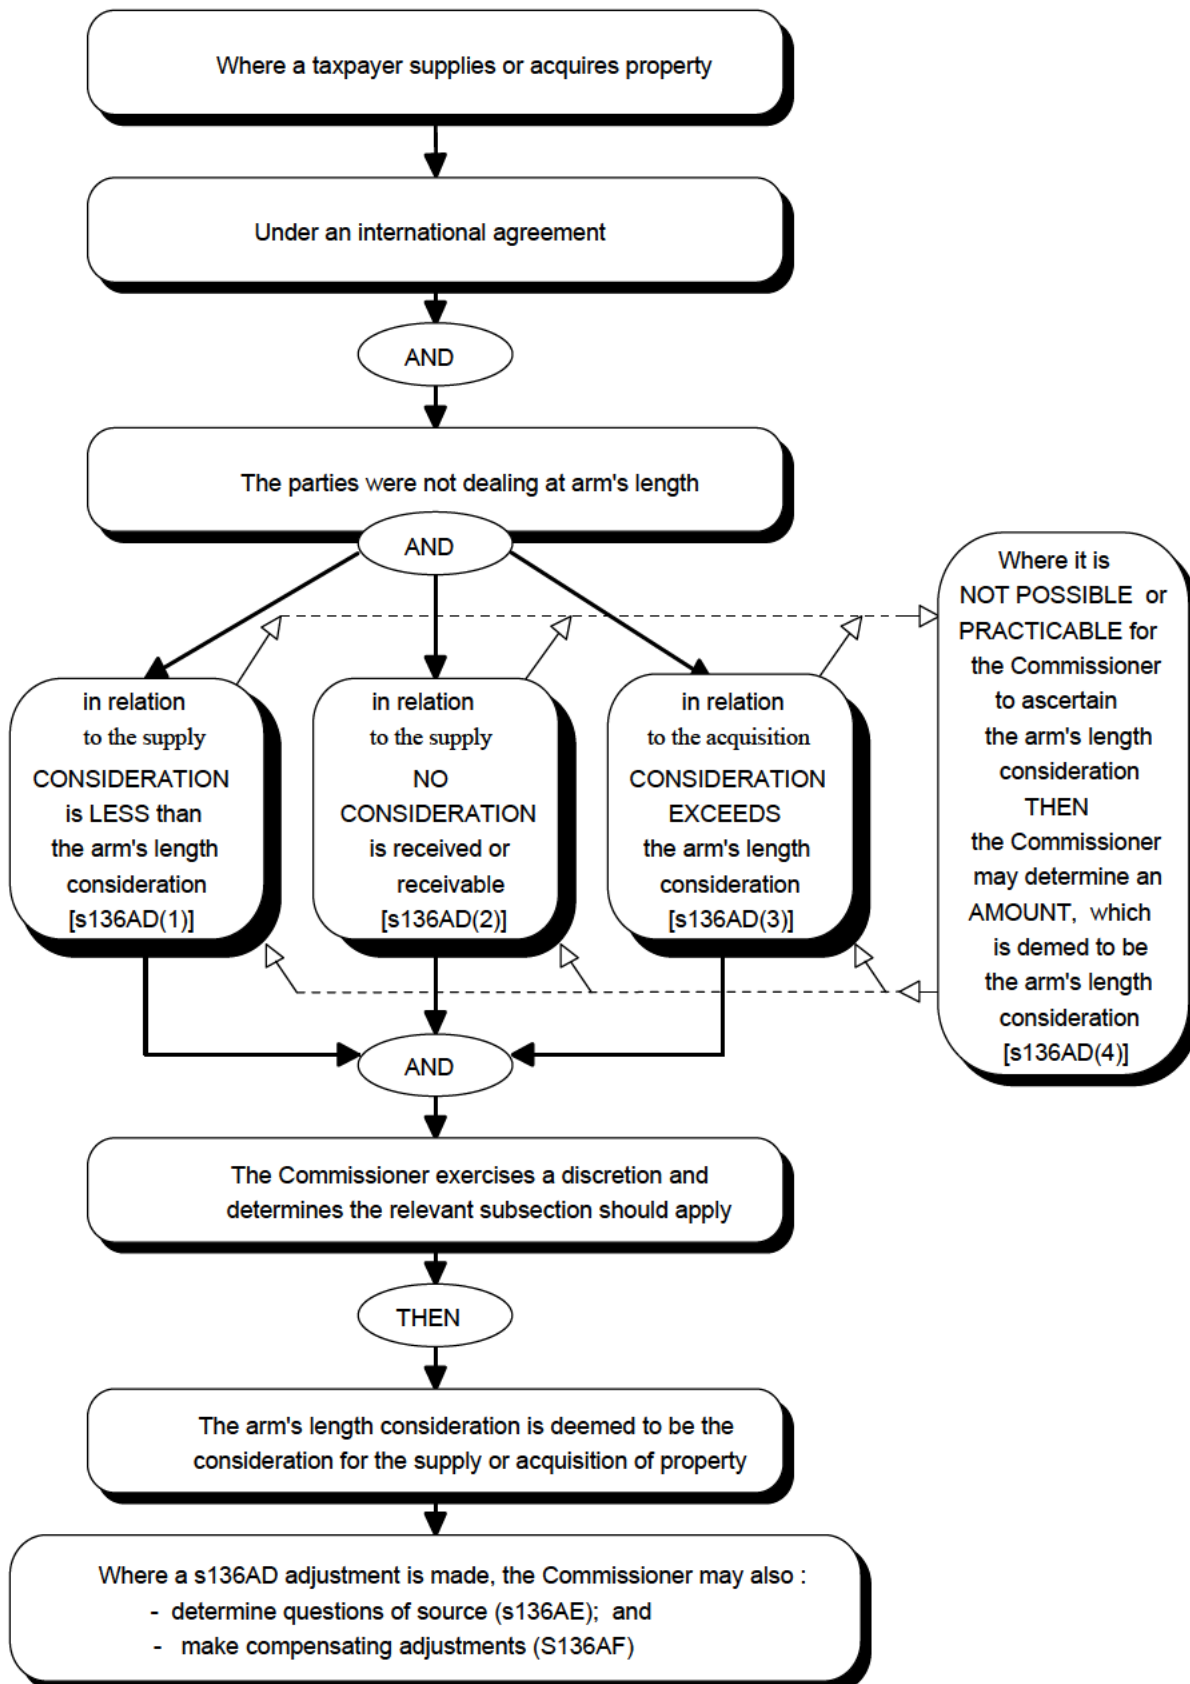 Where a taxpayer supplies or acquires property
Under an international agreement
AND
The parties were not dealing at arm's length
AND
in relation
to the supply
CONSIDERATION
is LESS than
the arm's length
consideration
[s136AD(1)]
in relation
to the supply
NO
CONSIDERATION
is received or
receivable
[s136AD(2)]
in relation
to the acquisition
CONSIDERATION
EXCEEDS
the arm's length
consideration
[s136AD(3)]
Where it is
NOT POSSIBLE or
PRACTICABLE for
the Commissioner
to ascertain
the arm's length
consideration
THEN
the Commissioner
may determine an
AMOUNT, which
is demed to be
the arm's length
consideration
[s136AD(4)]
AND
The Commissioner exercises a discretion and
determines the relevant subsection should apply
THEN
The arm's length consideration is deemed to be the
consideration for the supply or acquisition of property
Where a s136AD adjustment is made, the Commissioner may also :
- determine questions of source (s136AE); and
- make compensating adjustments (S136AF)